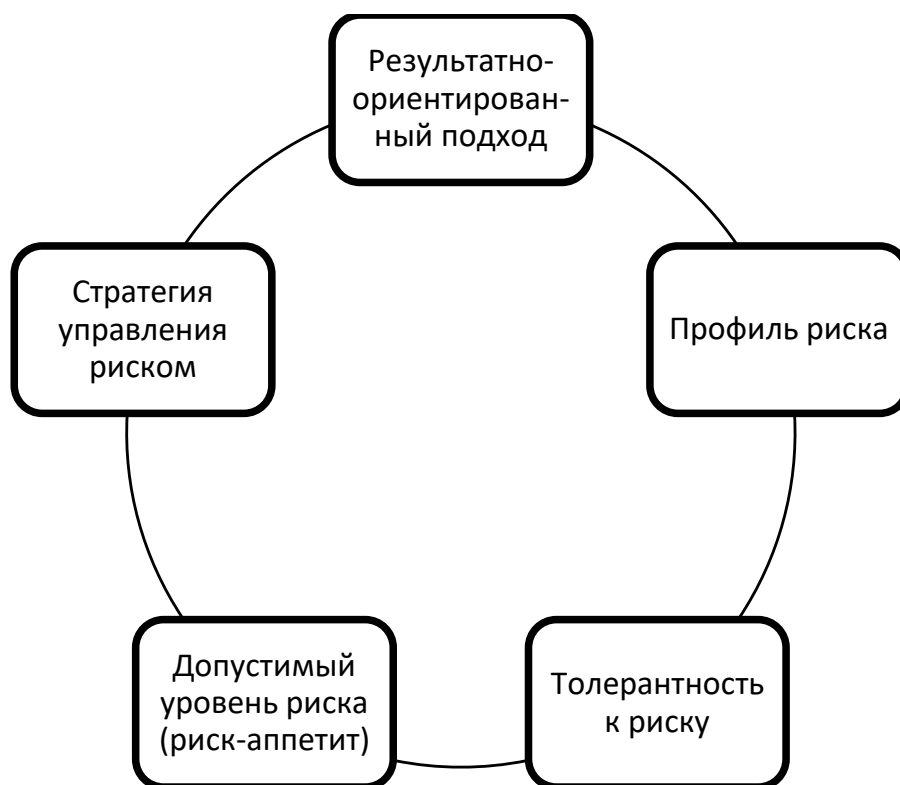 Результатно-
ориентирован-
ный подход
Стратегия
управления
риском
Профиль риска
Допустимый
уровень риска
(риск-аппетит)
Толерантность
к риску